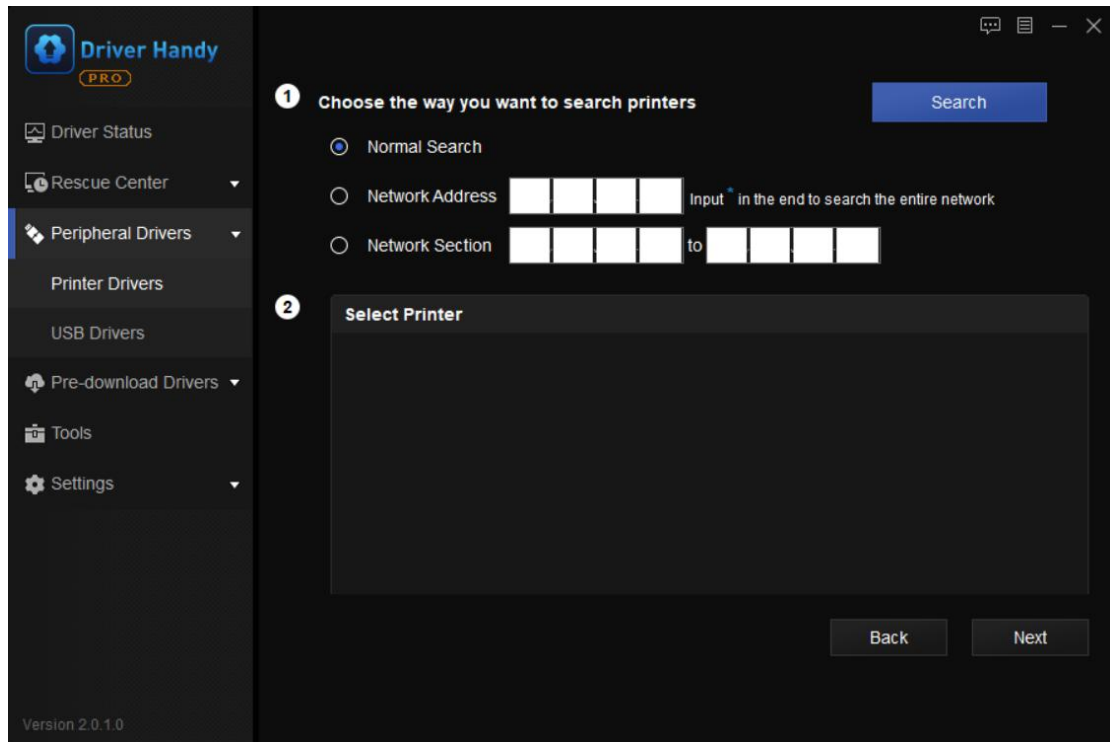 Driver Handy
PRO
Driver Status
Rescue Center
Peripheral Drivers
Printer Drivers
USB Drivers
Pre-download Drivers
Tools
Settings
Version 2.0.1.0
1 Choose the way you want to search printers
Search
Normal Search
Network Address . . . Input * in the end to search the entire network
Network Section . . . to . . .
2 Select Printer
Back Next